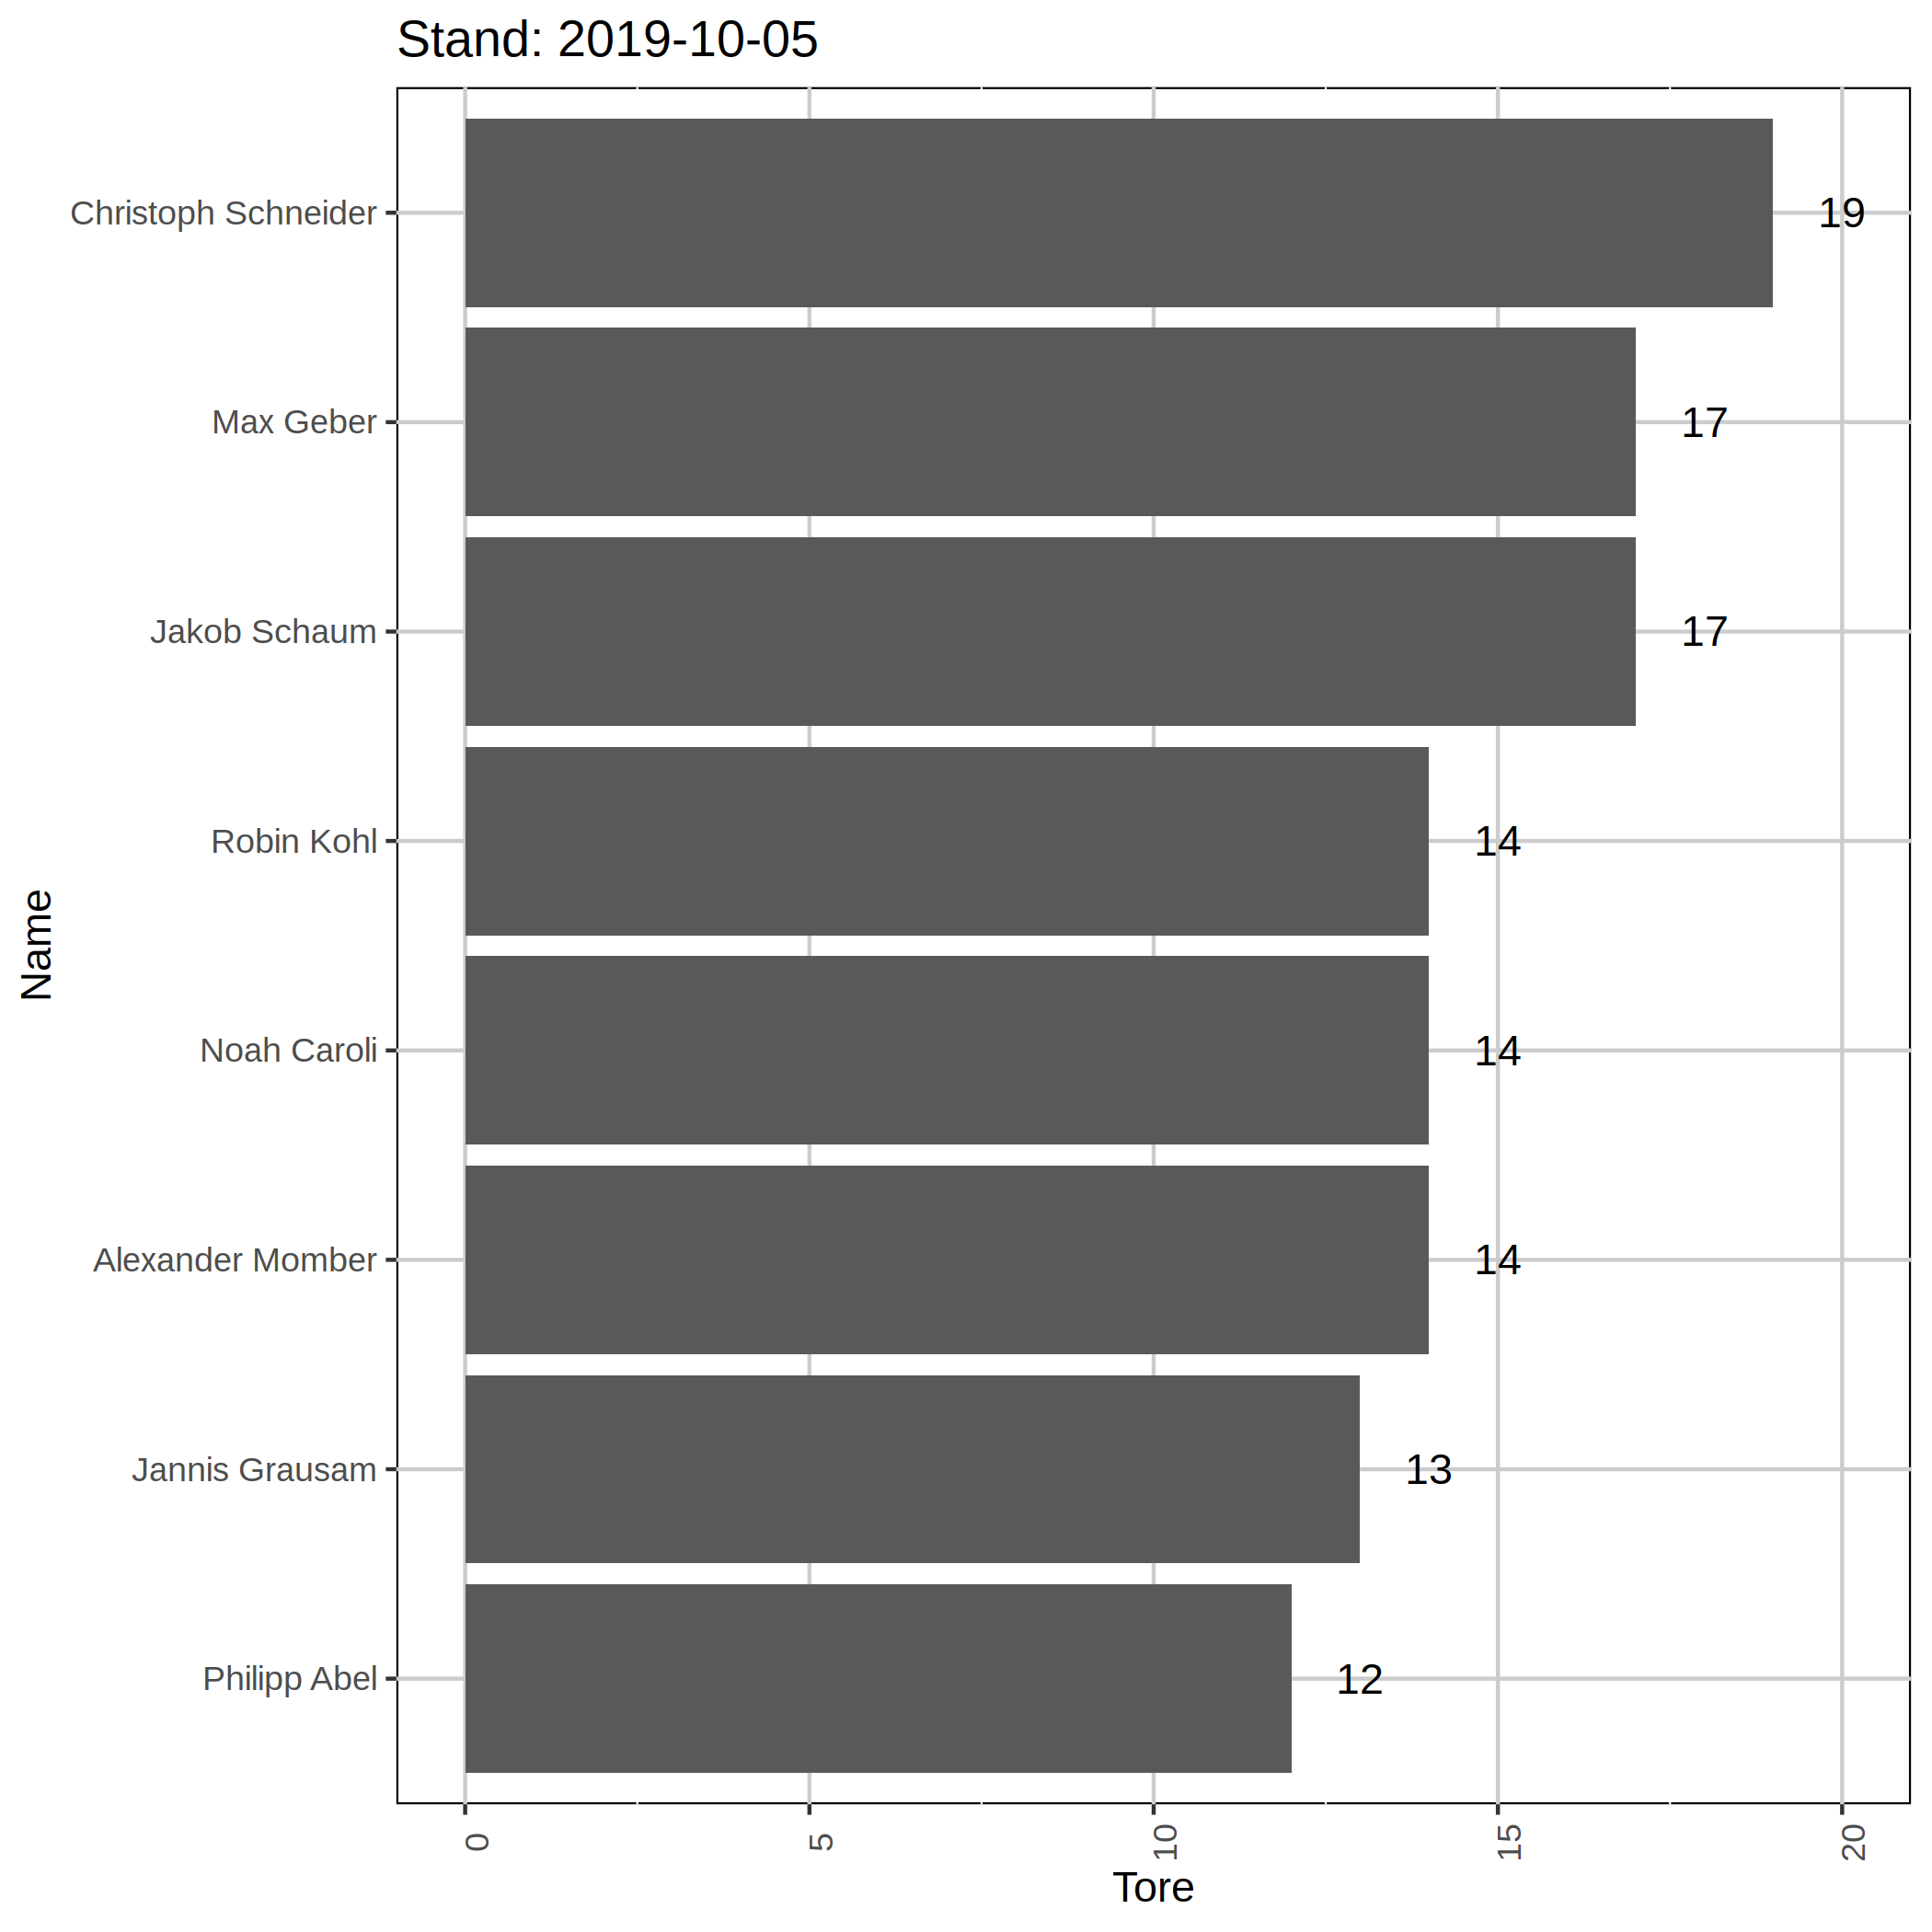 Stand: 2019-10-05
Christoph Schneider 19
Max Geber 17
Jakob Schaum 17
Robin Kohl 14
Noah Caroli 14
Alexander Momber 14
Jannis Grausam 13
Philipp Abel 12
Name
0 5 10 15 20
Tore